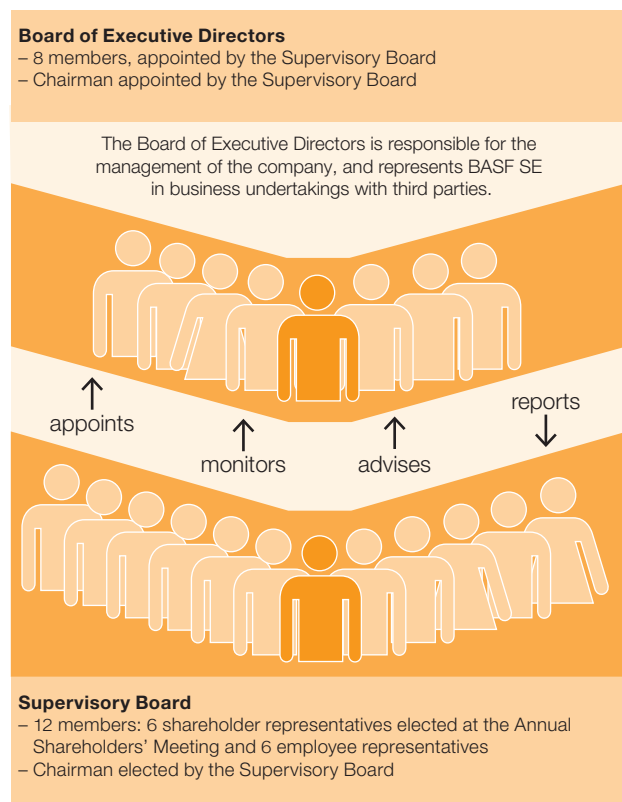 Board of Executive Directors
– 8 members, appointed by the Supervisory Board
– Chairman appointed by the Supervisory Board
The Board of Executive Directors is responsible for the
management of the company, and represents BASF SE
in business undertakings with third parties.
appoints
monitors
advises
reports
Supervisory Board
– 12 members: 6 shareholder representatives elected at the Annual
Shareholders’ Meeting and 6 employee representatives
– Chairman elected by the Supervisory Board